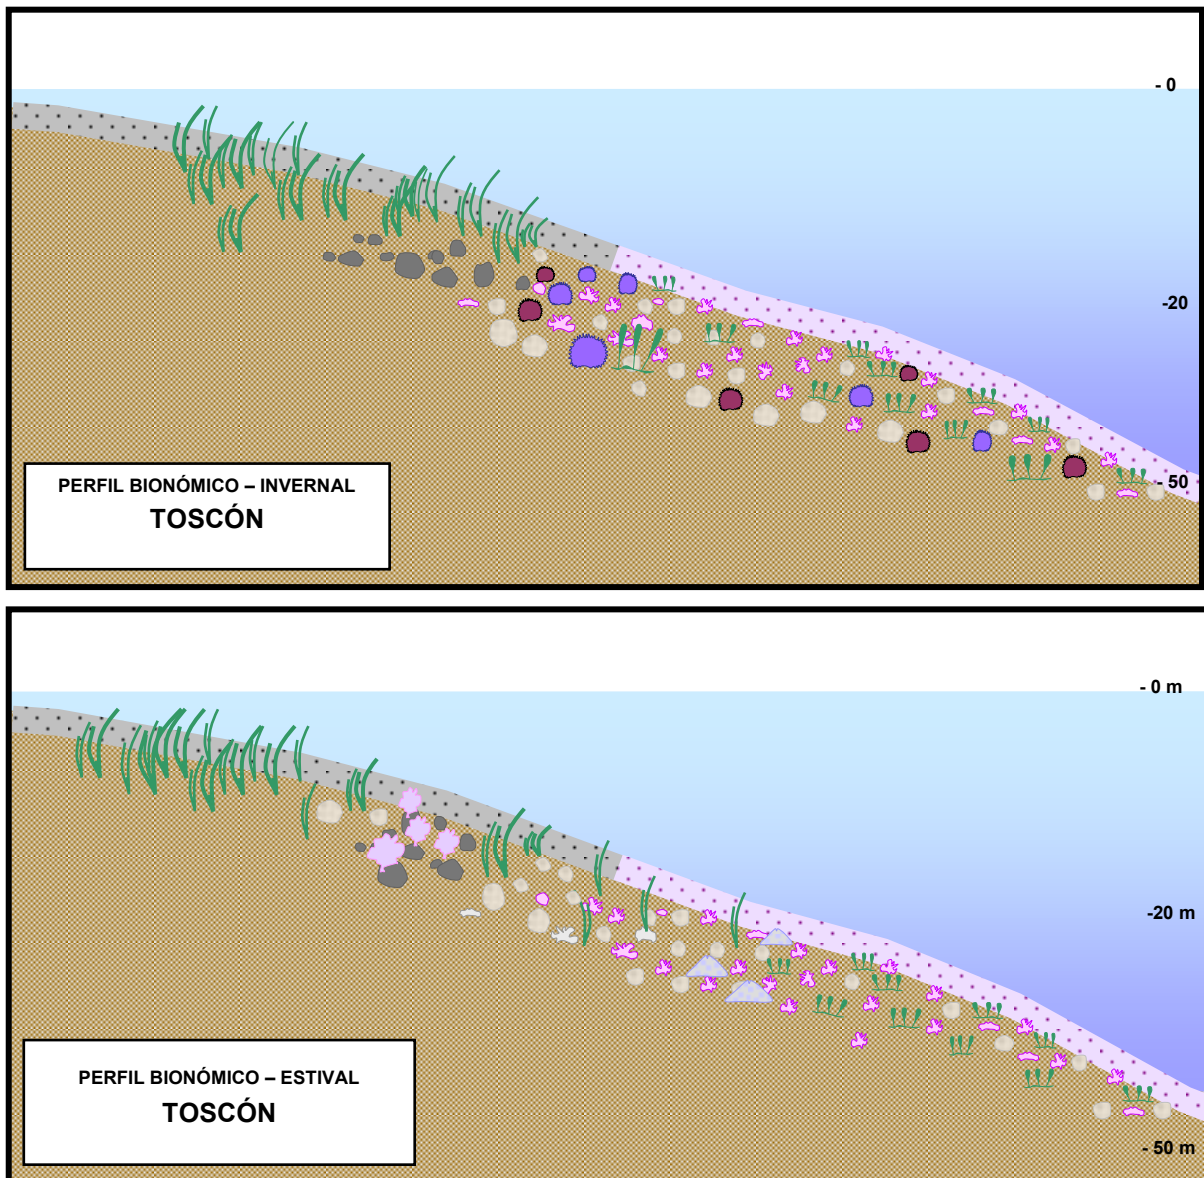 - 0
-20
- 50
PERFIL BIONÓMICO – INVERNAL
TOSCÓN
- 0 m
-20 m
- 50 m
PERFIL BIONÓMICO – ESTIVAL
TOSCÓN